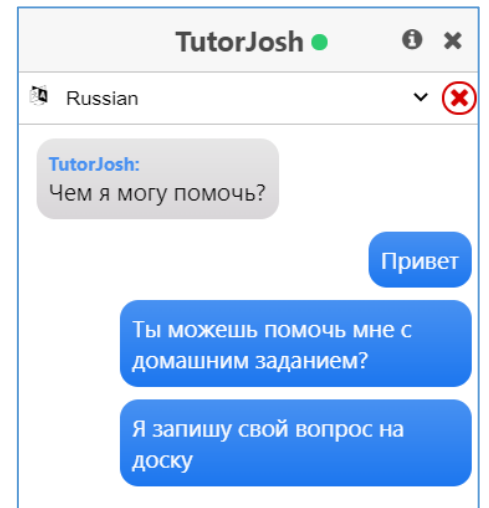 TutorJosh
Russian
TutorJosh:
Чем я могу помочь?
Привет
Ты можешь помочь мне с
домашним заданием?
Я запишу свой вопрос на
доску